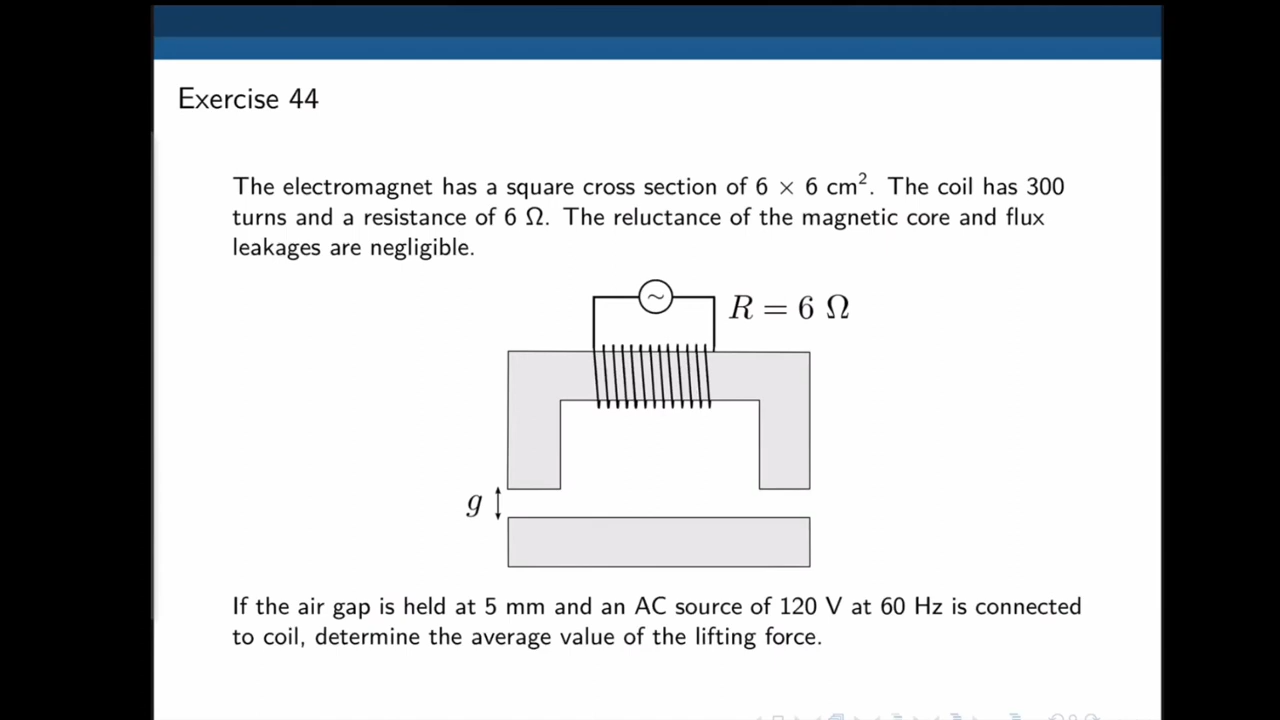 Exercise 44
The electromagnet has a square cross section of 6 × 6 cm². The coil has 300
turns and a resistance of 6 Ω. The reluctance of the magnetic core and flux
leakages are negligible.
~
R = 6 Ω
g
If the air gap is held at 5 mm and an AC source of 120 V at 60 Hz is connected
to coil, determine the average value of the lifting force.